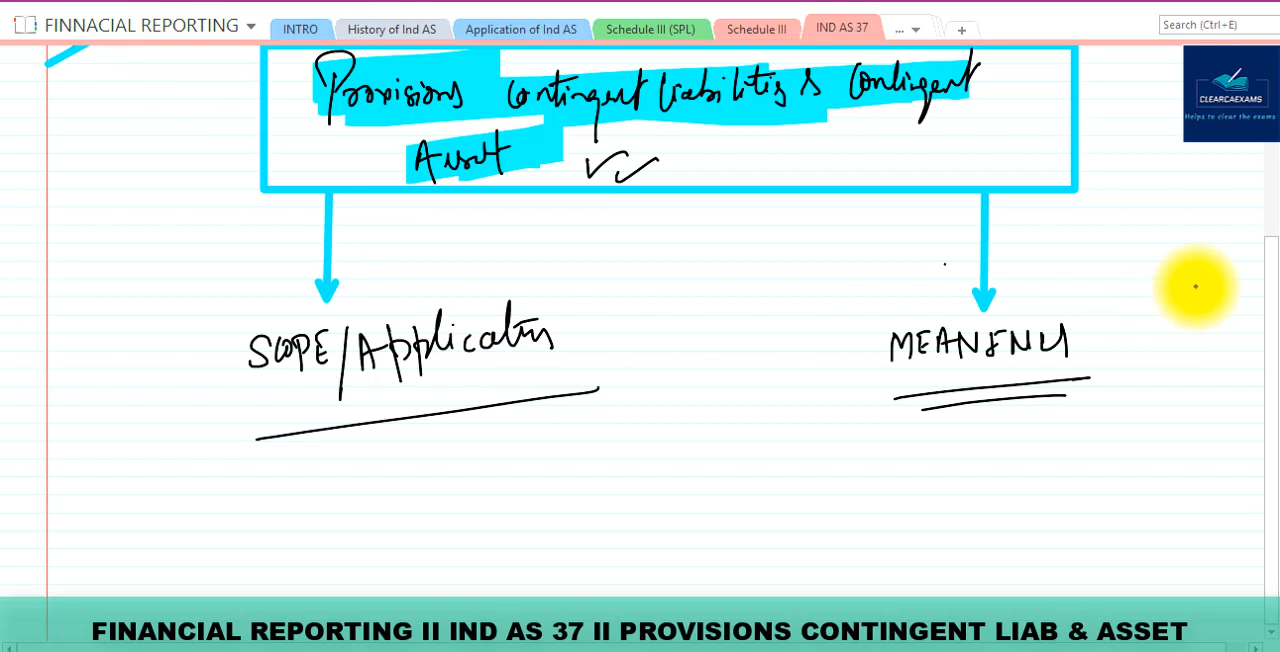 FINNACIAL REPORTING
INTRO
History of Ind AS
Application of Ind AS
Schedule III (SPL)
Schedule III
IND AS 37
...
+
Search (Ctrl+E)
Provisions contingent liabilities & contingent
Asset
CLEARCAEXAMS
Helps to clear the exams
SCOPE/Application
MEANING
FINANCIAL REPORTING II IND AS 37 II PROVISIONS CONTINGENT LIAB & ASSET